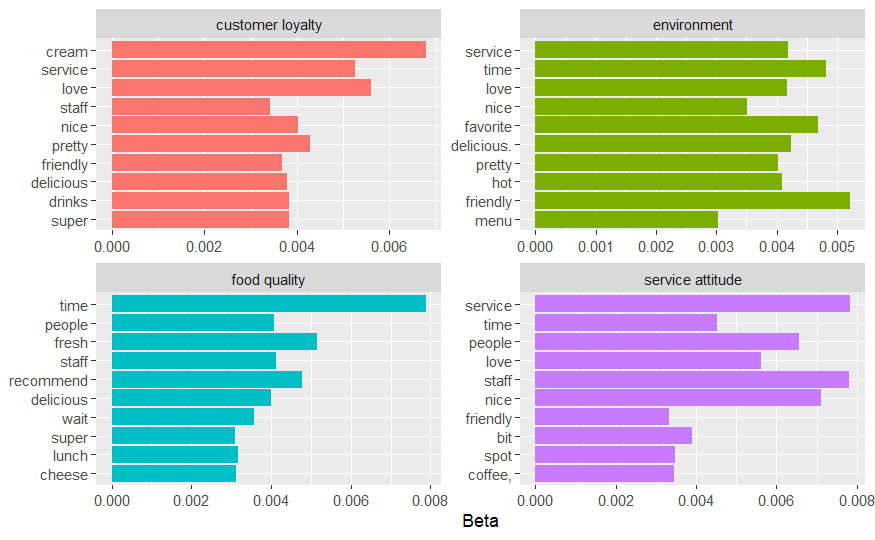 customer loyalty
cream
service
love
staff
nice
pretty
friendly
delicious
drinks
super
0.000 0.002 0.004 0.006
environment
service
time
love
nice
favorite
delicious.
pretty
hot
friendly
menu
0.000 0.001 0.002 0.003 0.004 0.005
food quality
time
people
fresh
staff
recommend
delicious
wait
super
lunch
cheese
0.000 0.002 0.004 0.006 0.008
service attitude
service
time
people
love
staff
nice
friendly
bit
spot
coffee,
0.000 0.002 0.004 0.006 0.008
Beta